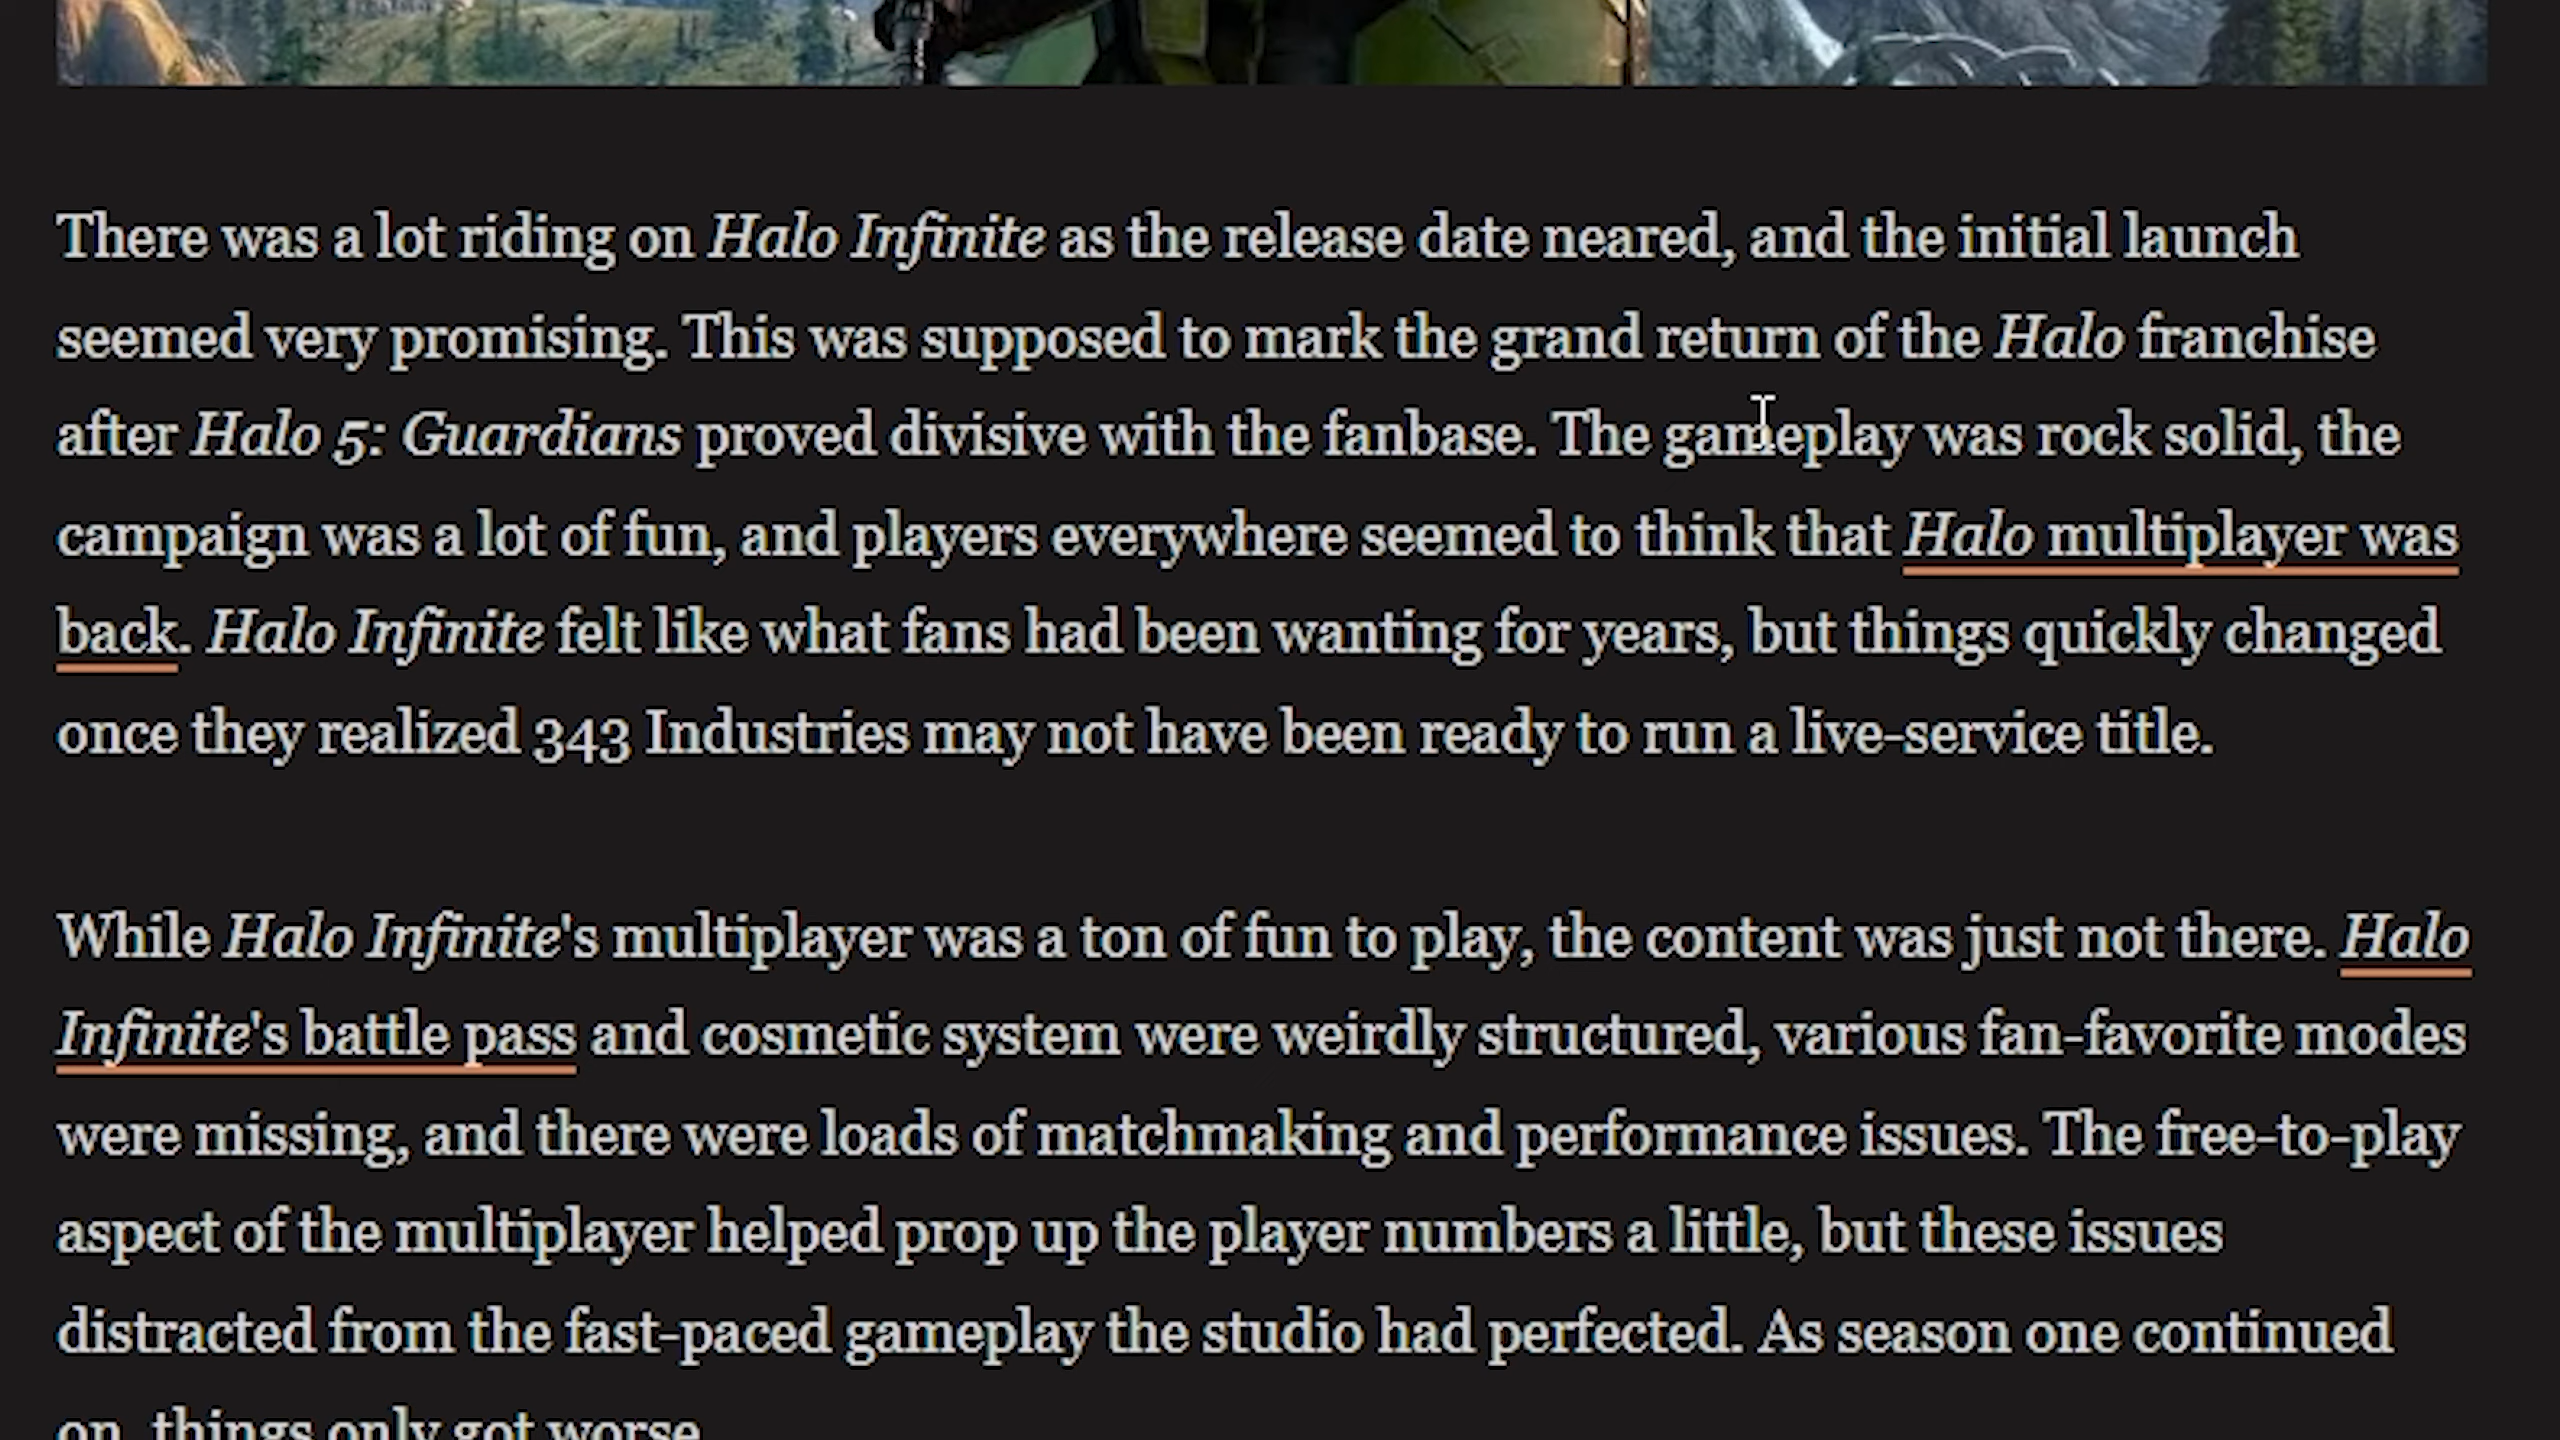 There was a lot riding on Halo Infinite as the release date neared, and the initial launch
seemed very promising. This was supposed to mark the grand return of the Halo franchise
after Halo 5: Guardians proved divisive with the fanbase. The gameplay was rock solid, the
campaign was a lot of fun, and players everywhere seemed to think that Halo multiplayer was
back. Halo Infinite felt like what fans had been wanting for years, but things quickly changed
once they realized 343 Industries may not have been ready to run a live-service title.
While Halo Infinite's multiplayer was a ton of fun to play, the content was just not there. Halo
Infinite's battle pass and cosmetic system were weirdly structured, various fan-favorite modes
were missing, and there were loads of matchmaking and performance issues. The free-to-play
aspect of the multiplayer helped prop up the player numbers a little, but these issues
distracted from the fast-paced gameplay the studio had perfected. As season one continued
on, things only got worse.